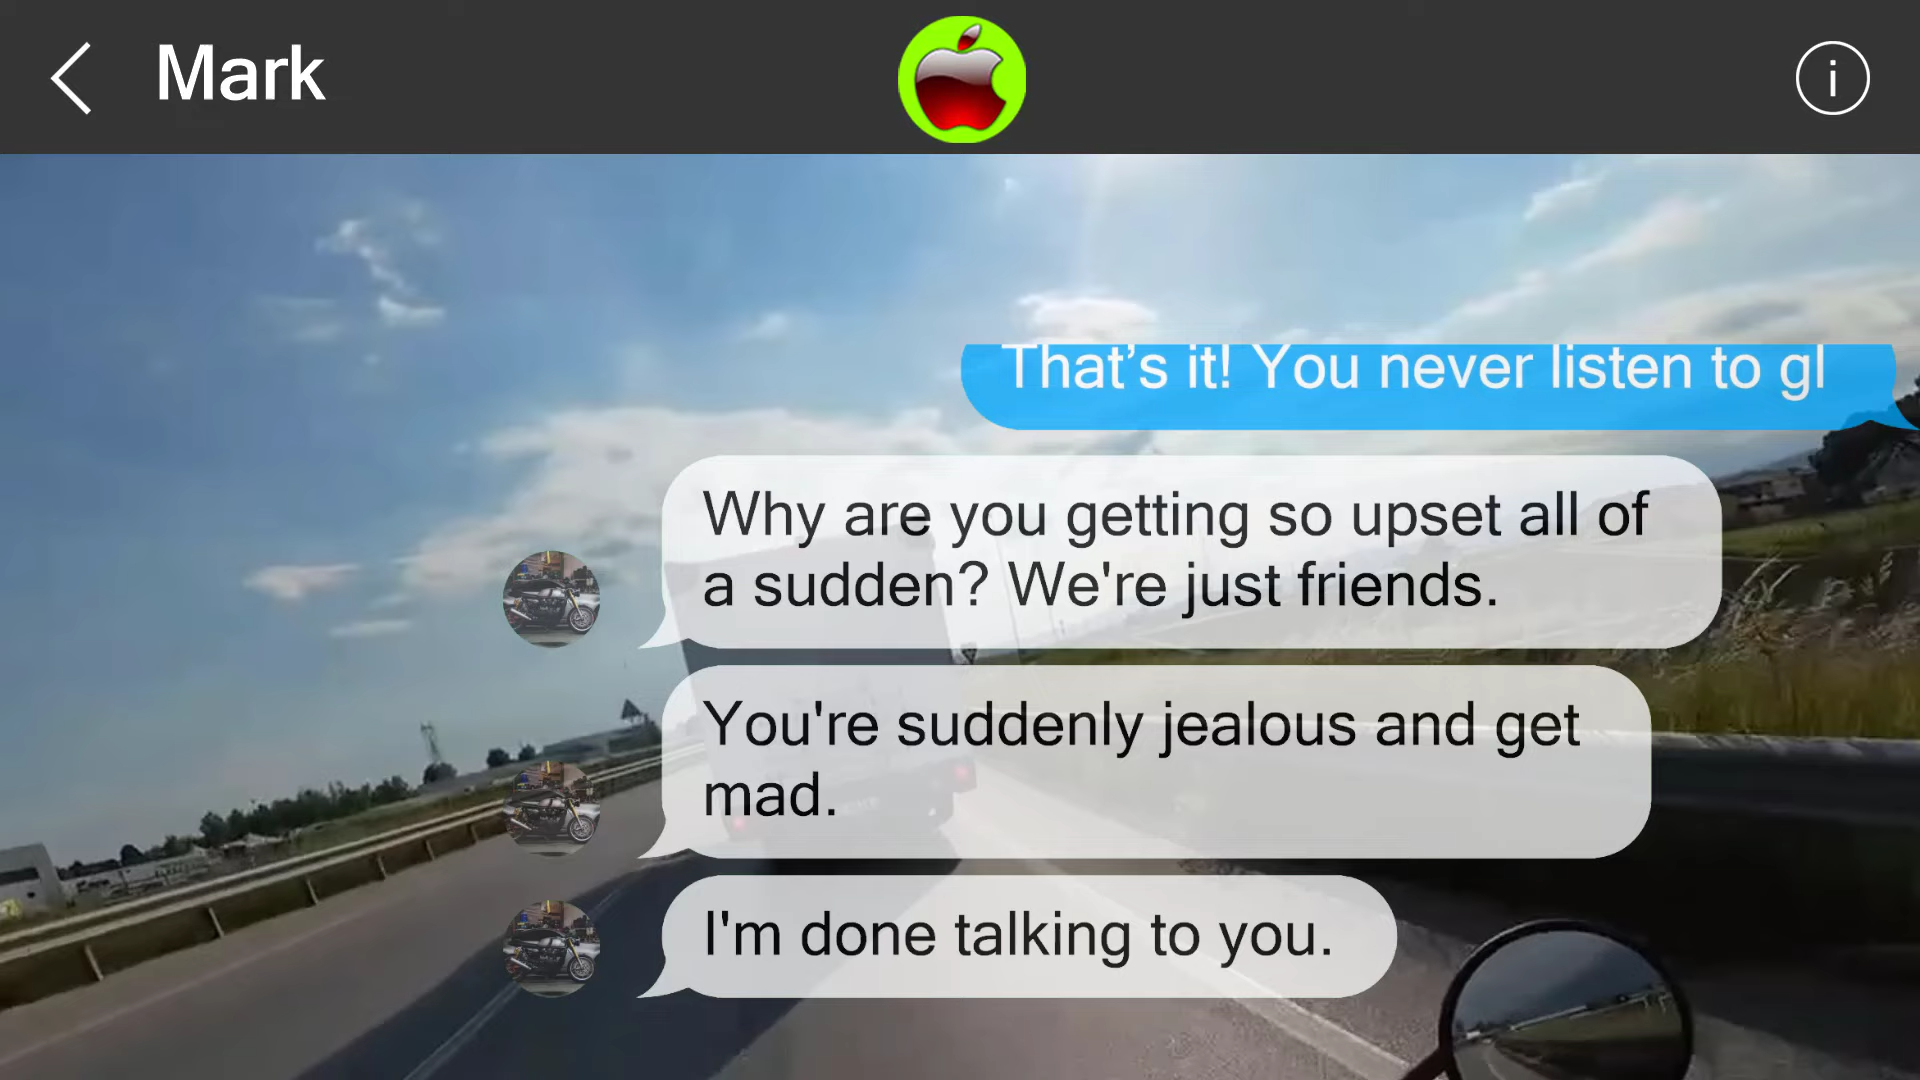 Mark
i
That’s it! You never listen to gl
Why are you getting so upset all of
a sudden? We're just friends.
You're suddenly jealous and get
mad.
I'm done talking to you.